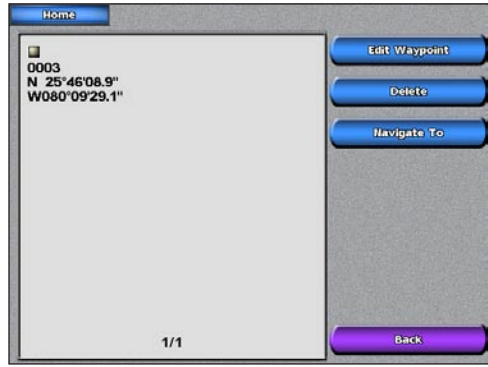 Home
0003
N 25°46'08.9"
W080°09'29.1"
1/1
Edit Waypoint
Delete
Navigate To
Back